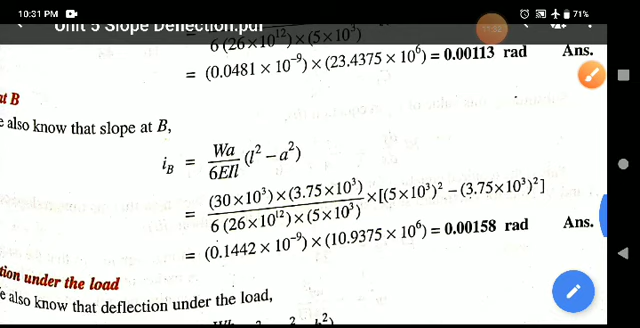 10:31 PM 71%
Unit 5 Slope Deflection.pdf
= 6 (26×10¹²)×(5×10³)
11:52
= (0.0481 × 10⁻⁹) × (23.4375 × 10⁶) = 0.00113 rad Ans.
at B
also know that slope at B,
i_B = Wa/6EIl (l² – a²)
= (30×10³)×(3.75×10³)/6 (26×10¹²)×(5×10³) ×[(5×10³)² – (3.75×10³)²]
= (0.1442 × 10⁻⁹) × (10.9375 × 10⁶) = 0.00158 rad Ans.
tion under the load
e also know that deflection under the load,